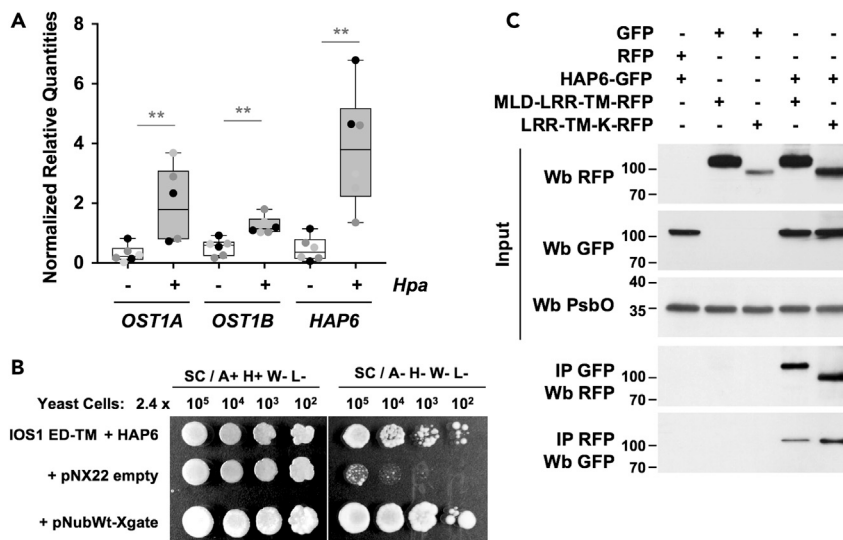 A
Normalized Relative Quantities
8
6
4
2
0
** ** **
- + - + - + Hpa
OST1A OST1B HAP6
B
SC / A+ H+ W- L- SC / A- H- W- L-
Yeast Cells: 2.4 x 10⁵ 10⁴ 10³ 10² 10⁵ 10⁴ 10³ 10²
IOS1 ED-TM + HAP6
+ pNX22 empty
+ pNubWt-Xgate
C
GFP - + + - -
RFP + - - - -
HAP6-GFP + - - + +
MLD-LRR-TM-RFP - + - + -
LRR-TM-K-RFP - - + - +
Input
Wb RFP 100 70
Wb GFP 100 70
Wb PsbO 40 35
IP GFP
Wb RFP 100 70
IP RFP
Wb GFP 100 70